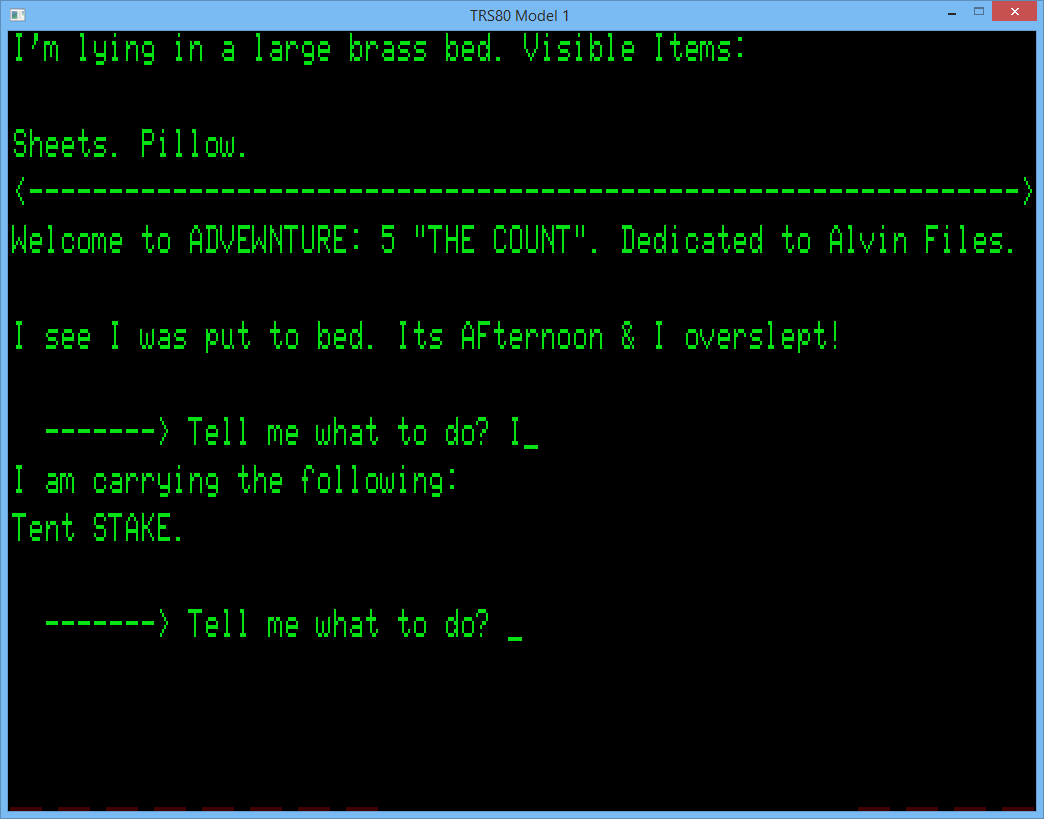 TRS80 Model 1
I'm lying in a large brass bed. Visible Items:
Sheets. Pillow.
<--------------------------------------------------------------->
Welcome to ADVEWNTURE: 5 "THE COUNT". Dedicated to Alvin Files.
I see I was put to bed. Its AFternoon & I overslept!
-------> Tell me what to do? I_
I am carrying the following:
Tent STAKE.
-------> Tell me what to do? _